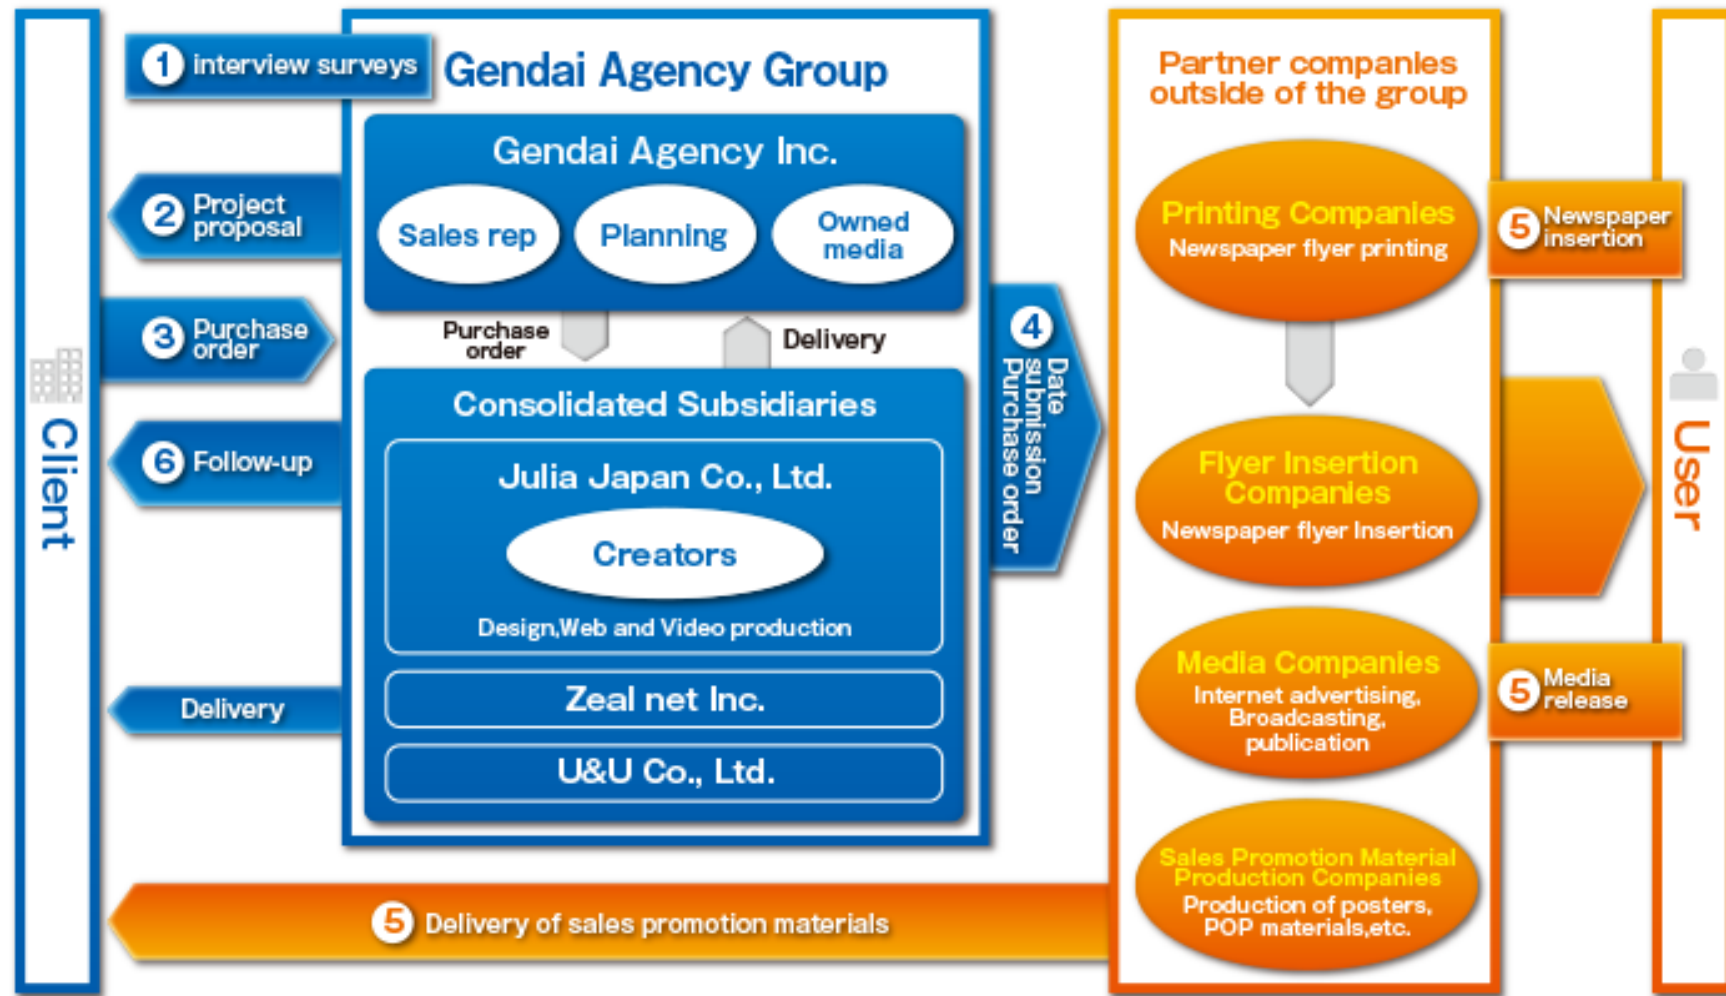 Client
1 interview surveys
2 Project
proposal
3 Purchase
order
6 Follow-up
Delivery
Gendai Agency Group
Gendai Agency Inc.
Sales rep
Planning
Owned
media
Purchase
order
Delivery
Consolidated Subsidiaries
Julia Japan Co., Ltd.
Creators
Design,Web and Video production
Zeal net Inc.
U&U Co., Ltd.
4
Date
submission
Purchase order
Partner companies
outside of the group
Printing Companies
Newspaper flyer printing
Flyer Insertion
Companies
Newspaper flyer Insertion
Media Companies
Internet advertising,
Broadcasting,
publication
Sales Promotion Material
Production Companies
Production of posters,
POP materials,etc.
5 Newspaper
insertion
5 Media
release
5 Delivery of sales promotion materials
User